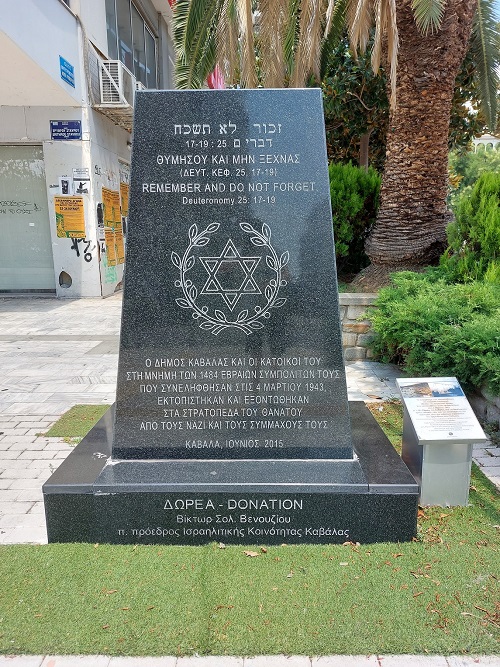 זכור לא תשכח
דברים 25 : 17-19
ΘΥΜΗΣΟΥ ΚΑΙ ΜΗΝ ΞΕΧΝΑΣ
(ΔΕΥΤ. ΚΕΦ. 25, 17-19)
REMEMBER AND DO NOT FORGET
Deuteronomy 25: 17-19
Ο ΔΗΜΟΣ ΚΑΒΑΛΑΣ ΚΑΙ ΟΙ ΚΑΤΟΙΚΟΙ ΤΟΥ
ΣΤΗ ΜΝΗΜΗ ΤΩΝ 1484 ΕΒΡΑΙΩΝ ΣΥΜΠΟΛΙΤΩΝ ΤΟΥΣ
ΠΟΥ ΣΥΝΕΛΗΦΘΗΣΑΝ ΣΤΙΣ 4 ΜΑΡΤΙΟΥ 1943,
ΕΚΤΟΠΙΣΤΗΚΑΝ ΚΑΙ ΕΞΟΝΤΩΘΗΚΑΝ
ΣΤΑ ΣΤΡΑΤΟΠΕΔΑ ΤΟΥ ΘΑΝΑΤΟΥ
ΑΠΟ ΤΟΥΣ ΝΑΖΙ ΚΑΙ ΤΟΥΣ ΣΥΜΜΑΧΟΥΣ ΤΟΥΣ
ΚΑΒΑΛΑ, ΙΟΥΝΙΟΣ 2015
ΔΩΡΕΑ - DONATION
Βίκτωρ Σολ. Βενουζίου
π. πρόεδρος Ισραηλιτικής Κοινότητας Καβάλας